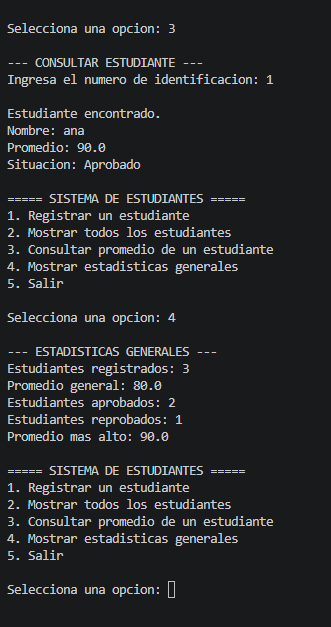 Selecciona una opcion: 3
--- CONSULTAR ESTUDIANTE ---
Ingresa el numero de identificacion: 1
Estudiante encontrado.
Nombre: ana
Promedio: 90.0
Situacion: Aprobado
===== SISTEMA DE ESTUDIANTES =====
1. Registrar un estudiante
2. Mostrar todos los estudiantes
3. Consultar promedio de un estudiante
4. Mostrar estadisticas generales
5. Salir
Selecciona una opcion: 4
--- ESTADISTICAS GENERALES ---
Estudiantes registrados: 3
Promedio general: 80.0
Estudiantes aprobados: 2
Estudiantes reprobados: 1
Promedio mas alto: 90.0
===== SISTEMA DE ESTUDIANTES =====
1. Registrar un estudiante
2. Mostrar todos los estudiantes
3. Consultar promedio de un estudiante
4. Mostrar estadisticas generales
5. Salir
Selecciona una opcion: